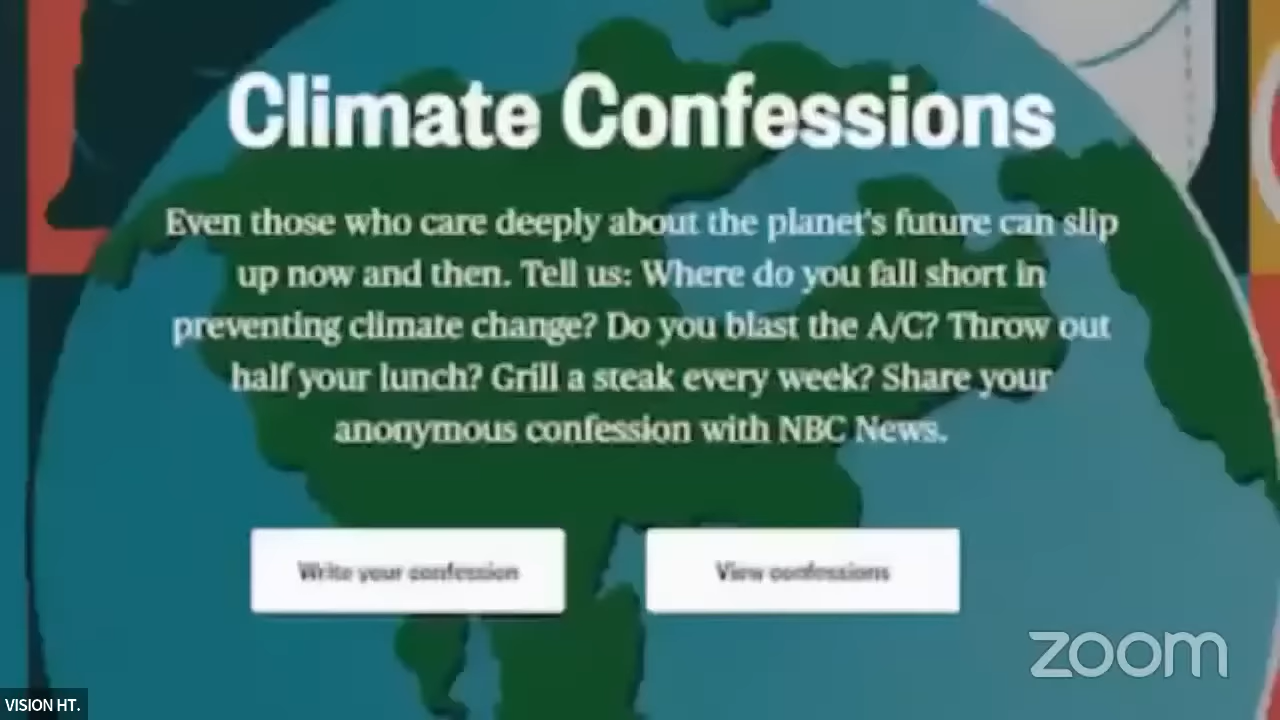 Climate Confessions
Even those who care deeply about the planet's future can slip
up now and then. Tell us: Where do you fall short in
preventing climate change? Do you blast the A/C? Throw out
half your lunch? Grill a steak every week? Share your
anonymous confession with NBC News.
Write your confession
View confessions
zoom
VISION HT.